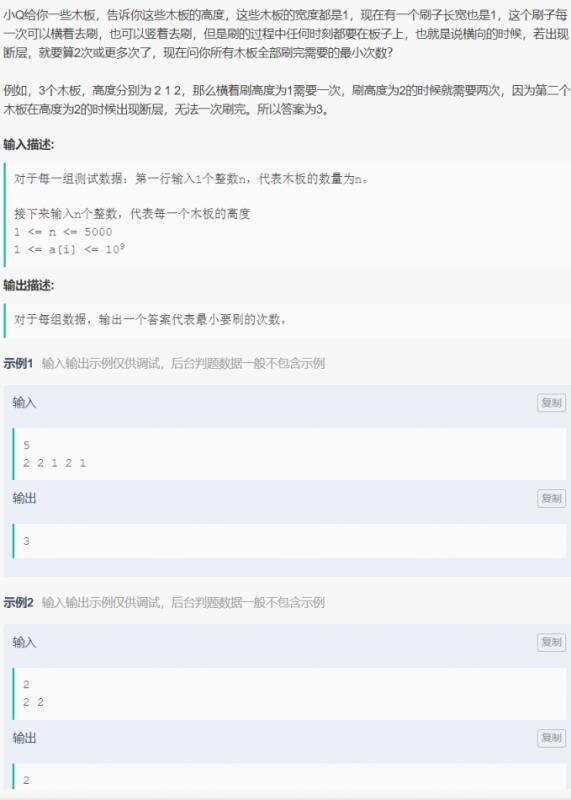 小Q给你一些木板，告诉你这些木板的高度，这些木板的宽度都是1，现在有一个刷子长宽也是1，这个刷子每
一次可以横着去刷，也可以竖着去刷，但是刷的过程中任何时刻都要在板子上，也就是说横向的时候，若出现
断层，就要算2次或更多次了，现在问你所有木板全部刷完需要的最小次数?
例如，3个木板，高度分别为 2 1 2，那么横着刷高度为1需要一次，刷高度为2的时候就需要两次，因为第二个
木板在高度为2的时候出现断层，无法一次刷完。所以答案为3。
输入描述:
对于每一组测试数据：第一行输入1个整数n，代表木板的数量为n。
接下来输入n个整数，代表每一个木板的高度
1 <= n <= 5000
1 <= a[i] <= 10⁹
输出描述:
对于每组数据，输出一个答案代表最小要刷的次数。
示例1 输入输出示例仅供调试，后台判题数据一般不包含示例
输入 复制
5
2 2 1 2 1
输出 复制
3
示例2 输入输出示例仅供调试，后台判题数据一般不包含示例
输入 复制
2
2 2
输出 复制
2